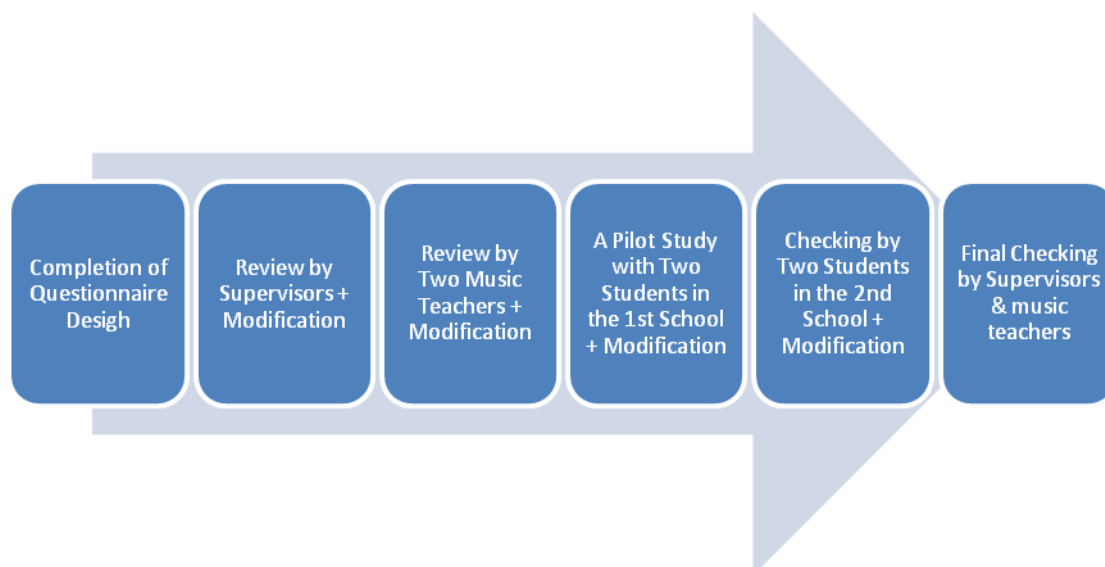 Completion of
Questionnaire
Desigh
Review by
Supervisors +
Modification
Review by
Two Music
Teachers +
Modification
A Pilot Study
with Two
Students in
the 1st School
+ Modification
Checking by
Two Students
in the 2nd
School +
Modification
Final Checking
by Supervisors
& music
teachers